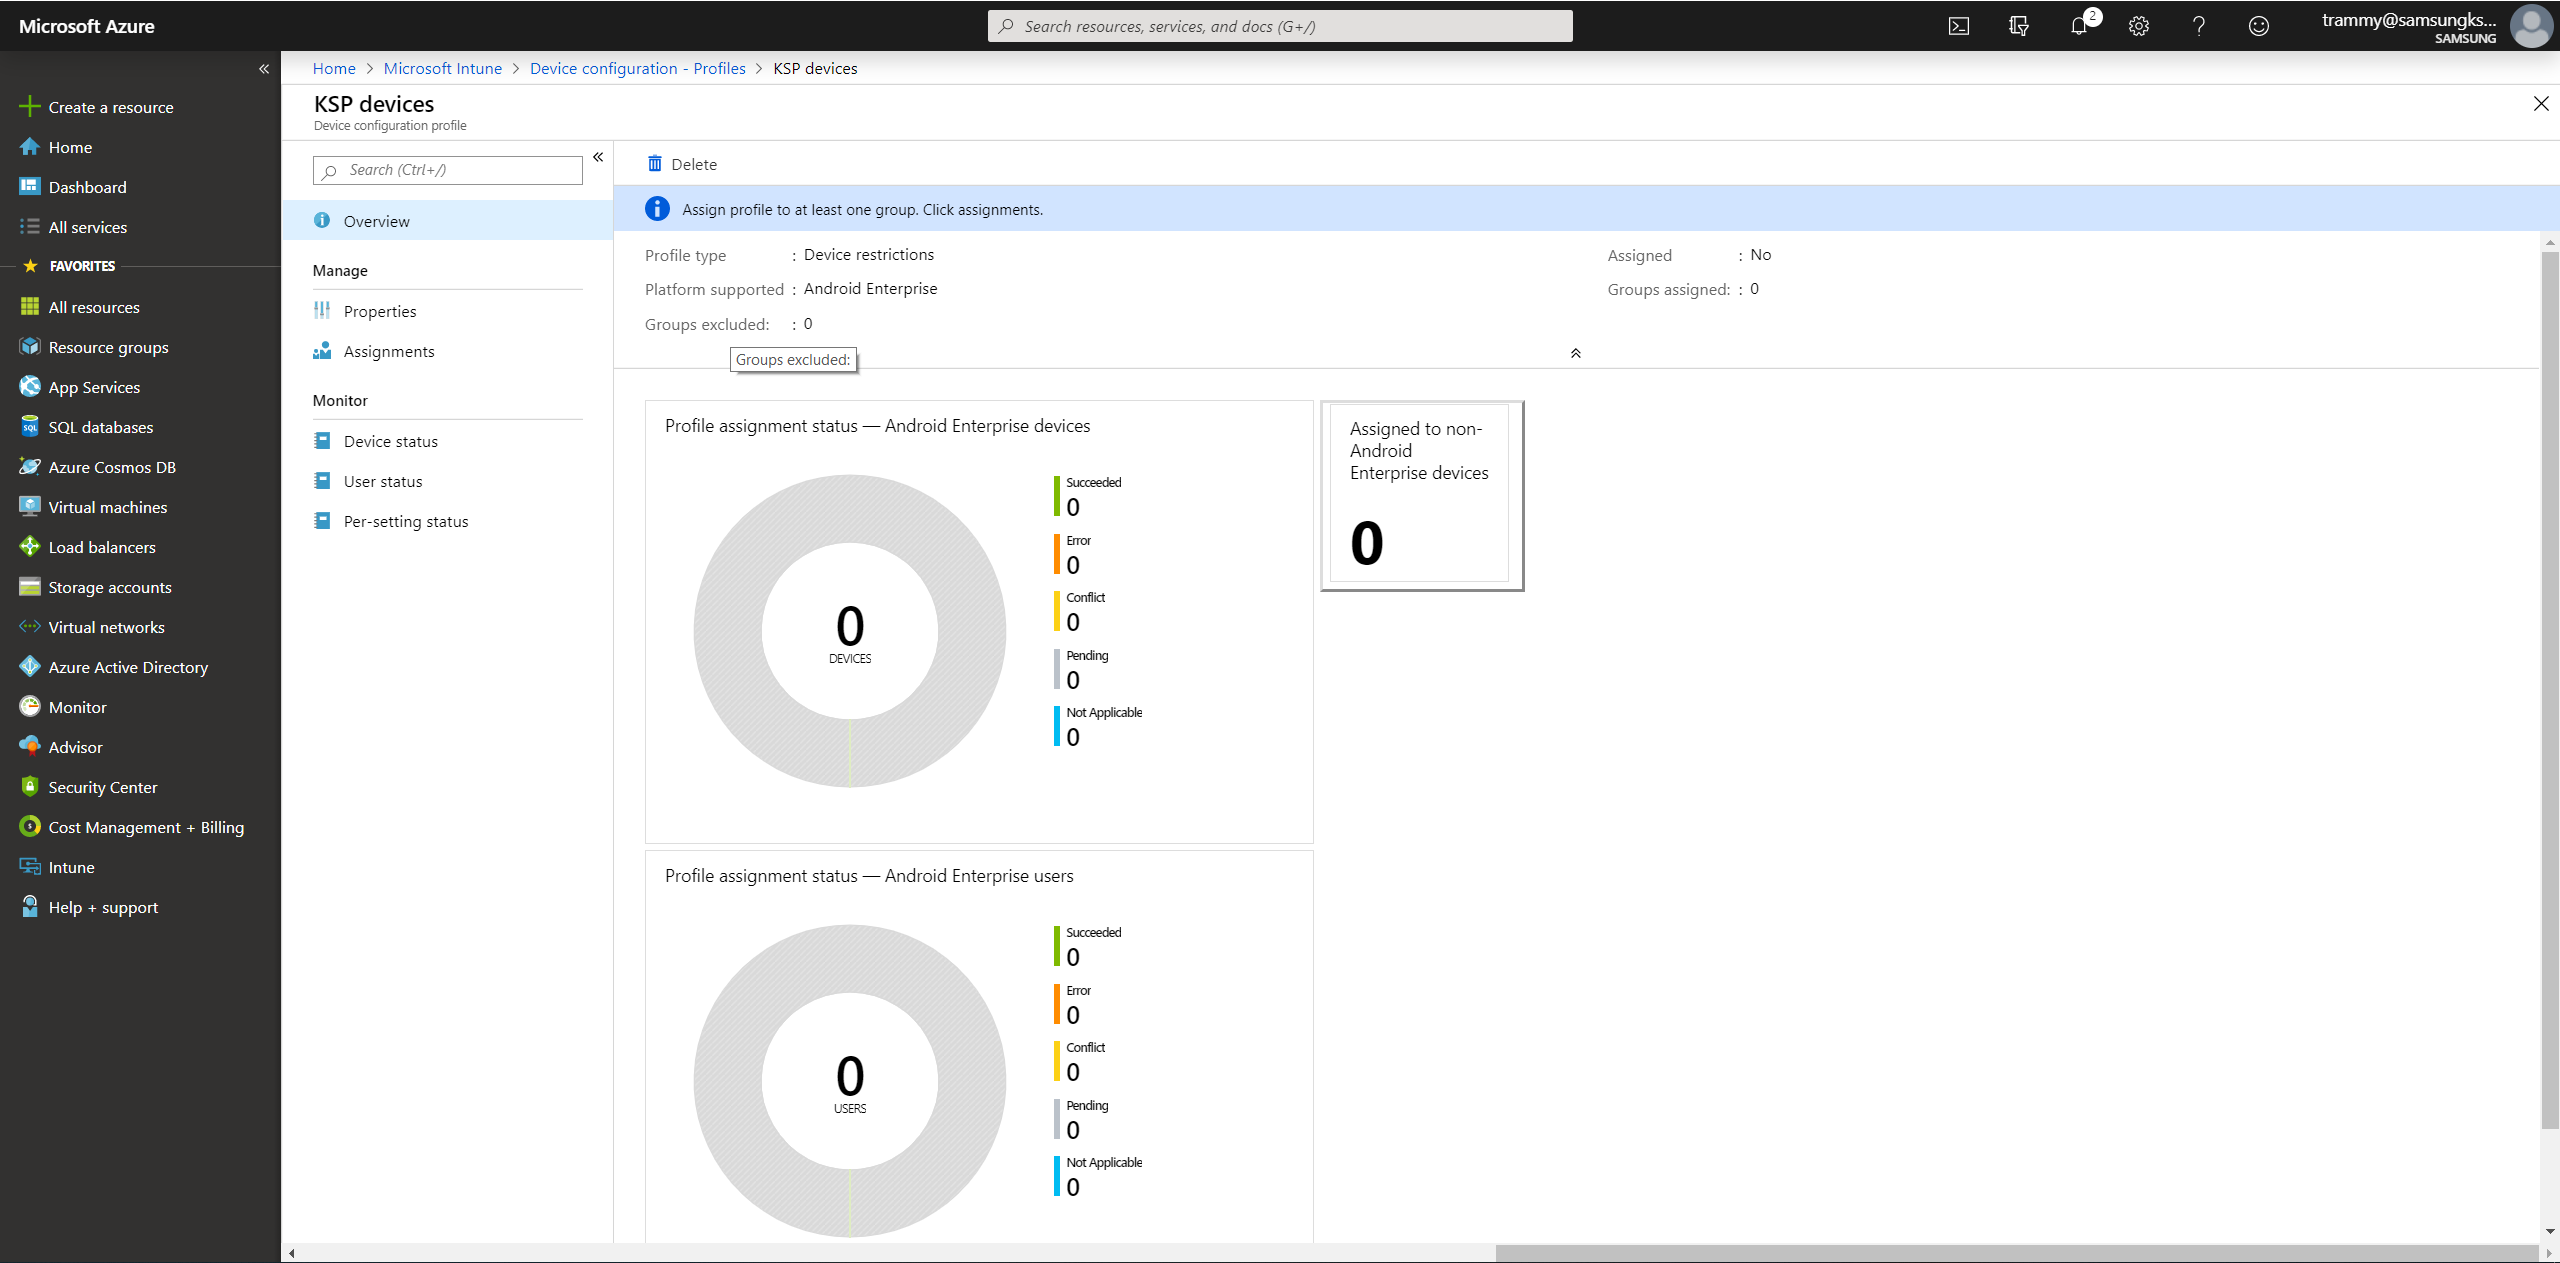 Microsoft Azure
Search resources, services, and docs (G+/)
2
trammy@samsungks...
SAMSUNG
Create a resource
Home
Dashboard
All services
FAVORITES
All resources
Resource groups
App Services
SQL databases
Azure Cosmos DB
Virtual machines
Load balancers
Storage accounts
Virtual networks
Azure Active Directory
Monitor
Advisor
Security Center
Cost Management + Billing
Intune
Help + support
Home > Microsoft Intune > Device configuration - Profiles > KSP devices
KSP devices
Device configuration profile
Search (Ctrl+/)
Overview
Manage
Properties
Assignments
Monitor
Device status
User status
Per-setting status
Delete
Assign profile to at least one group. Click assignments.
Profile type : Device restrictions
Platform supported : Android Enterprise
Groups excluded: : 0
Assigned : No
Groups assigned: : 0
Groups excluded:
Profile assignment status — Android Enterprise devices
0
DEVICES
Succeeded
0
Error
0
Conflict
0
Pending
0
Not Applicable
0
Assigned to non-
Android
Enterprise devices
0
Profile assignment status — Android Enterprise users
0
USERS
Succeeded
0
Error
0
Conflict
0
Pending
0
Not Applicable
0